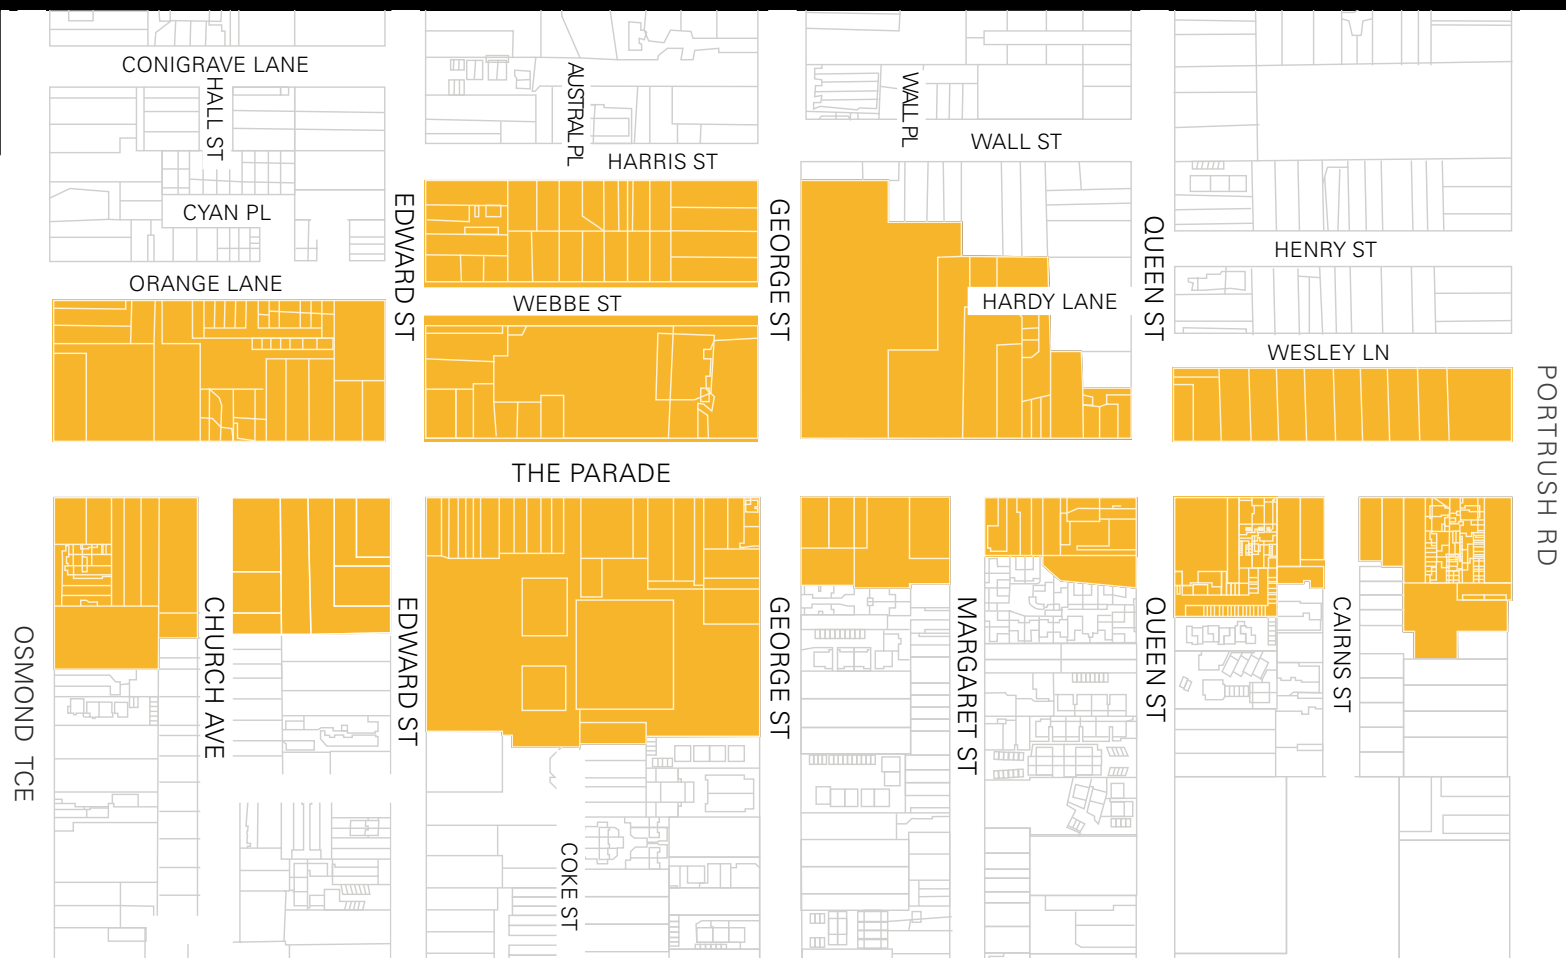 CONIGRAVE LANE
HALL ST
AUSTRAL PL
WALL PL
WALL ST
HARRIS ST
CYAN PL
EDWARD ST
GEORGE ST
QUEEN ST
HENRY ST
ORANGE LANE
WEBBE ST
HARDY LANE
WESLEY LN
PORTRUSH RD
THE PARADE
OSMOND TCE
CHURCH AVE
EDWARD ST
GEORGE ST
MARGARET ST
QUEEN ST
CAIRNS ST
COKE ST